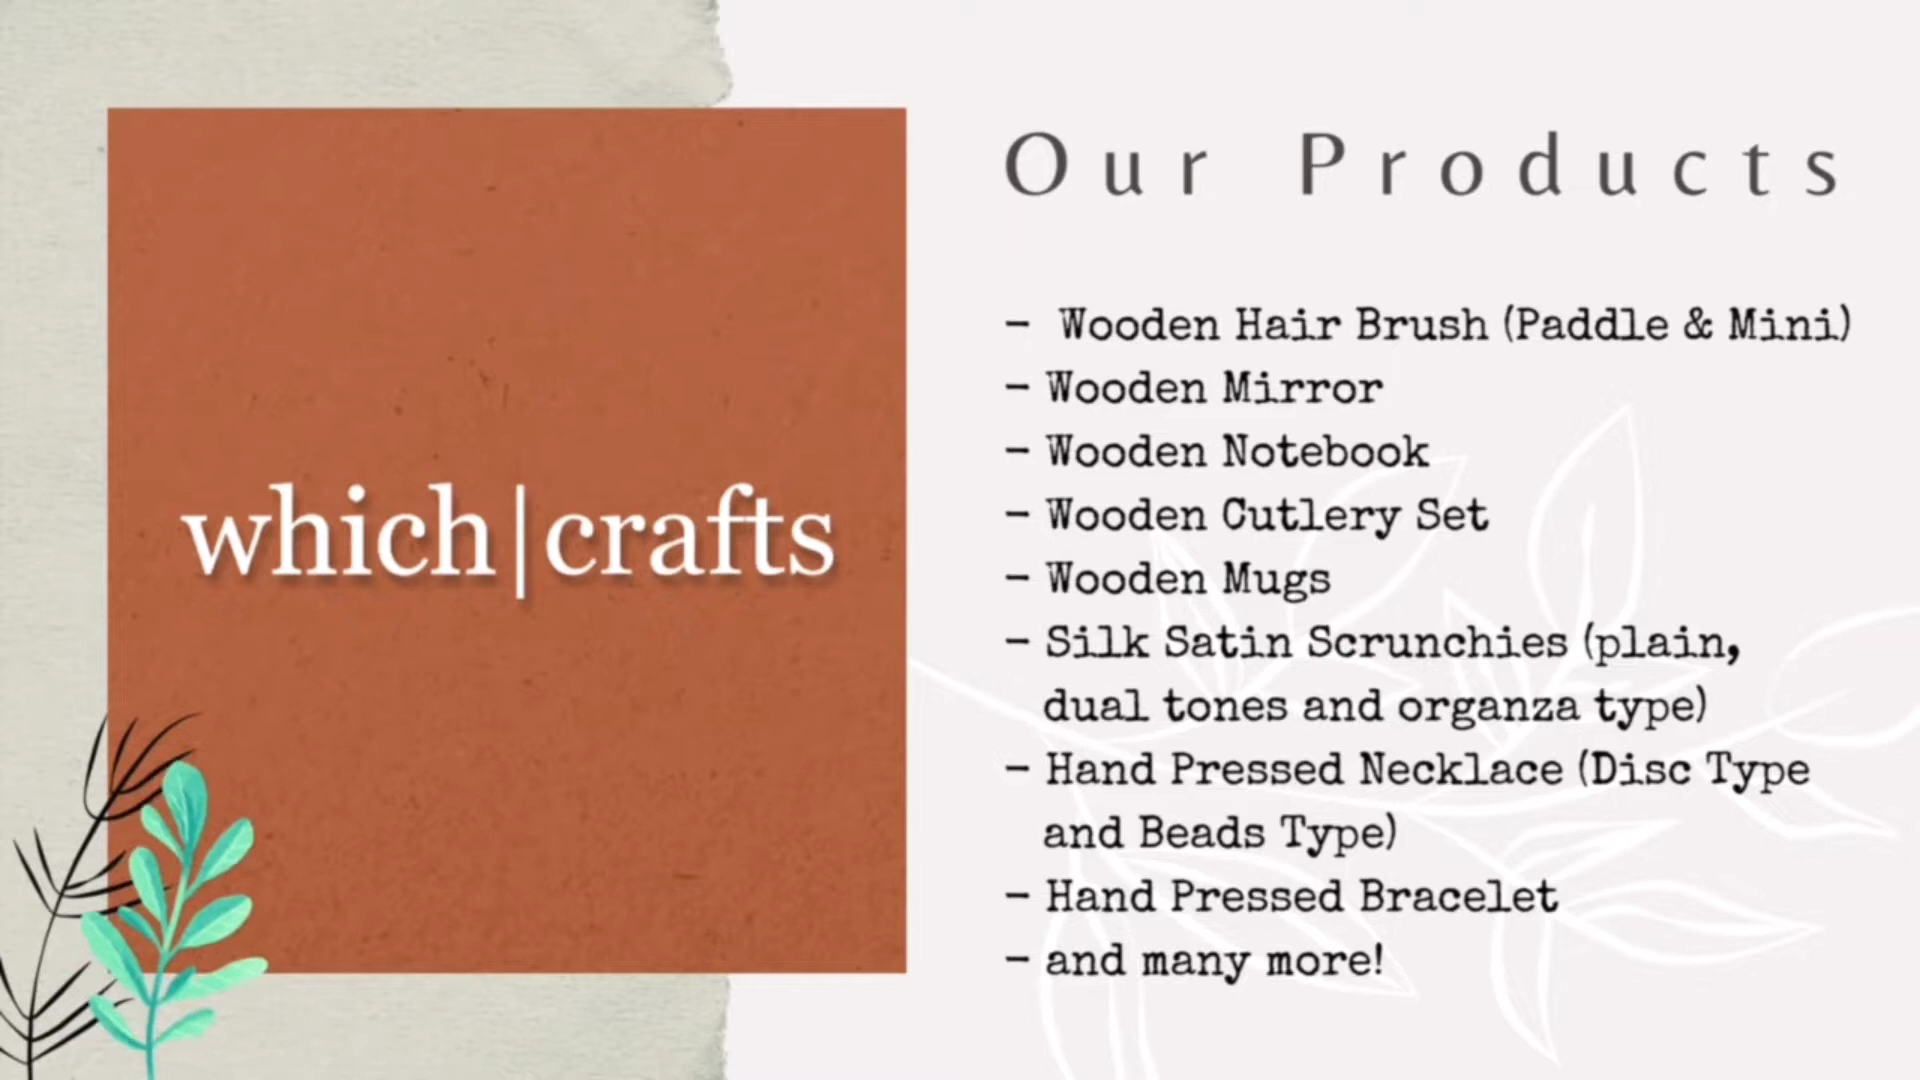 which|crafts
Our Products
- Wooden Hair Brush (Paddle & Mini)
- Wooden Mirror
- Wooden Notebook
- Wooden Cutlery Set
- Wooden Mugs
- Silk Satin Scrunchies (plain,
dual tones and organza type)
- Hand Pressed Necklace (Disc Type
and Beads Type)
- Hand Pressed Bracelet
- and many more!